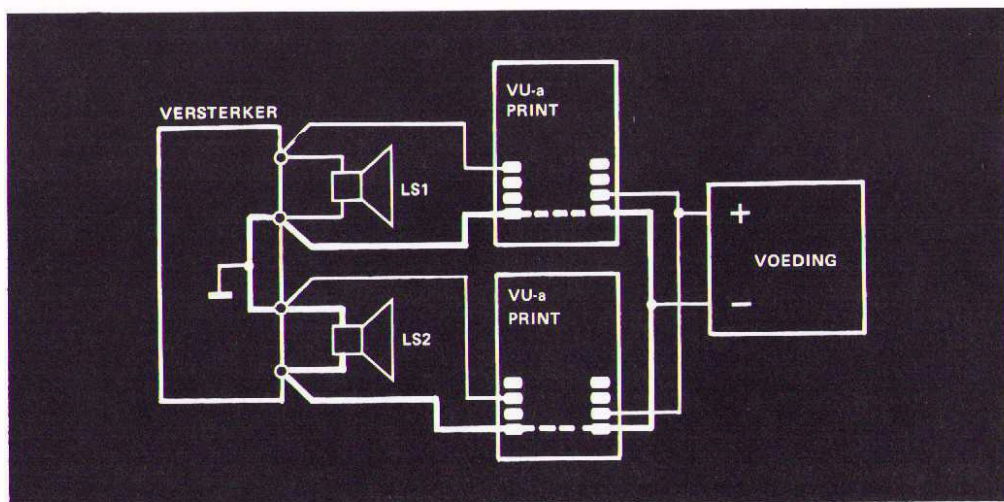 VERSTERKER
LS1
LS2
VU-a
PRINT
VU-a
PRINT
+
−
VOEDING